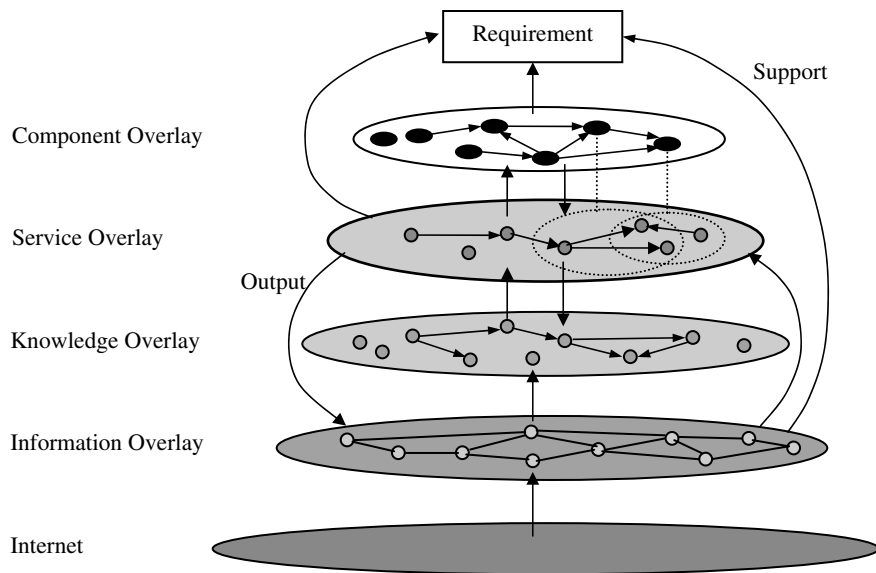 Requirement
Support
Component Overlay
Service Overlay
Output
Knowledge Overlay
Information Overlay
Internet